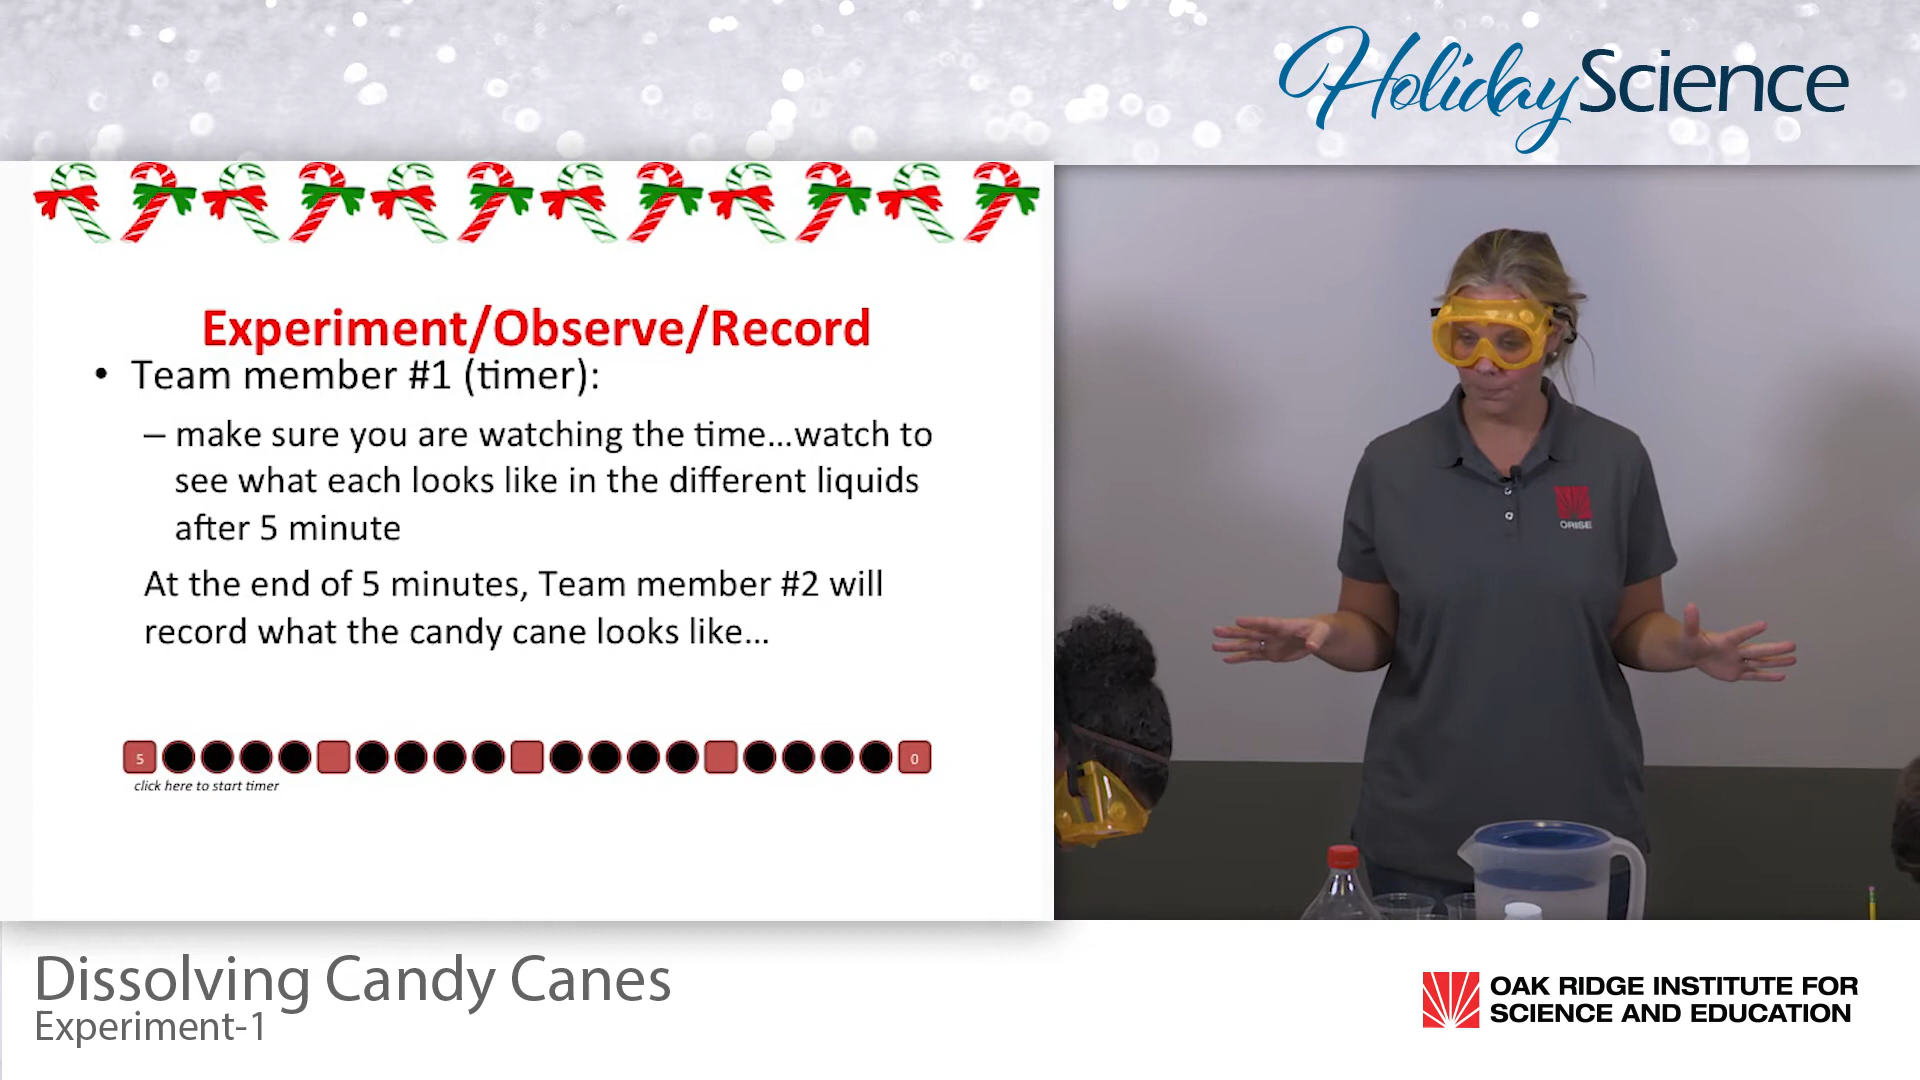 HolidayScience
Experiment/Observe/Record
• Team member #1 (timer):
– make sure you are watching the time...watch to
see what each looks like in the different liquids
after 5 minute
At the end of 5 minutes, Team member #2 will
record what the candy cane looks like...
5
0
click here to start timer
ORISE
Dissolving Candy Canes
Experiment-1
OAK RIDGE INSTITUTE FOR
SCIENCE AND EDUCATION